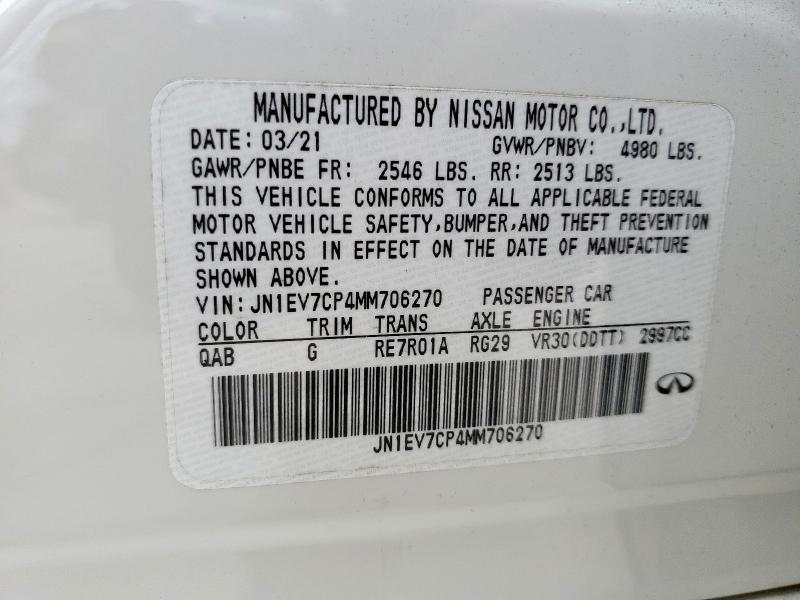 MANUFACTURED BY NISSAN MOTOR CO.,LTD.
DATE: 03/21 GVWR/PNBV: 4980 LBS.
GAWR/PNBE FR: 2546 LBS. RR: 2513 LBS.
THIS VEHICLE CONFORMS TO ALL APPLICABLE FEDERAL
MOTOR VEHICLE SAFETY,BUMPER,AND THEFT PREVENTION
STANDARDS IN EFFECT ON THE DATE OF MANUFACTURE
SHOWN ABOVE.
VIN:JN1EV7CP4MM706270 PASSENGER CAR
COLOR TRIM TRANS AXLE ENGINE
QAB G RE7R01A RG29 VR30(DDTT) 2997CC
JN1EV7CP4MM706270